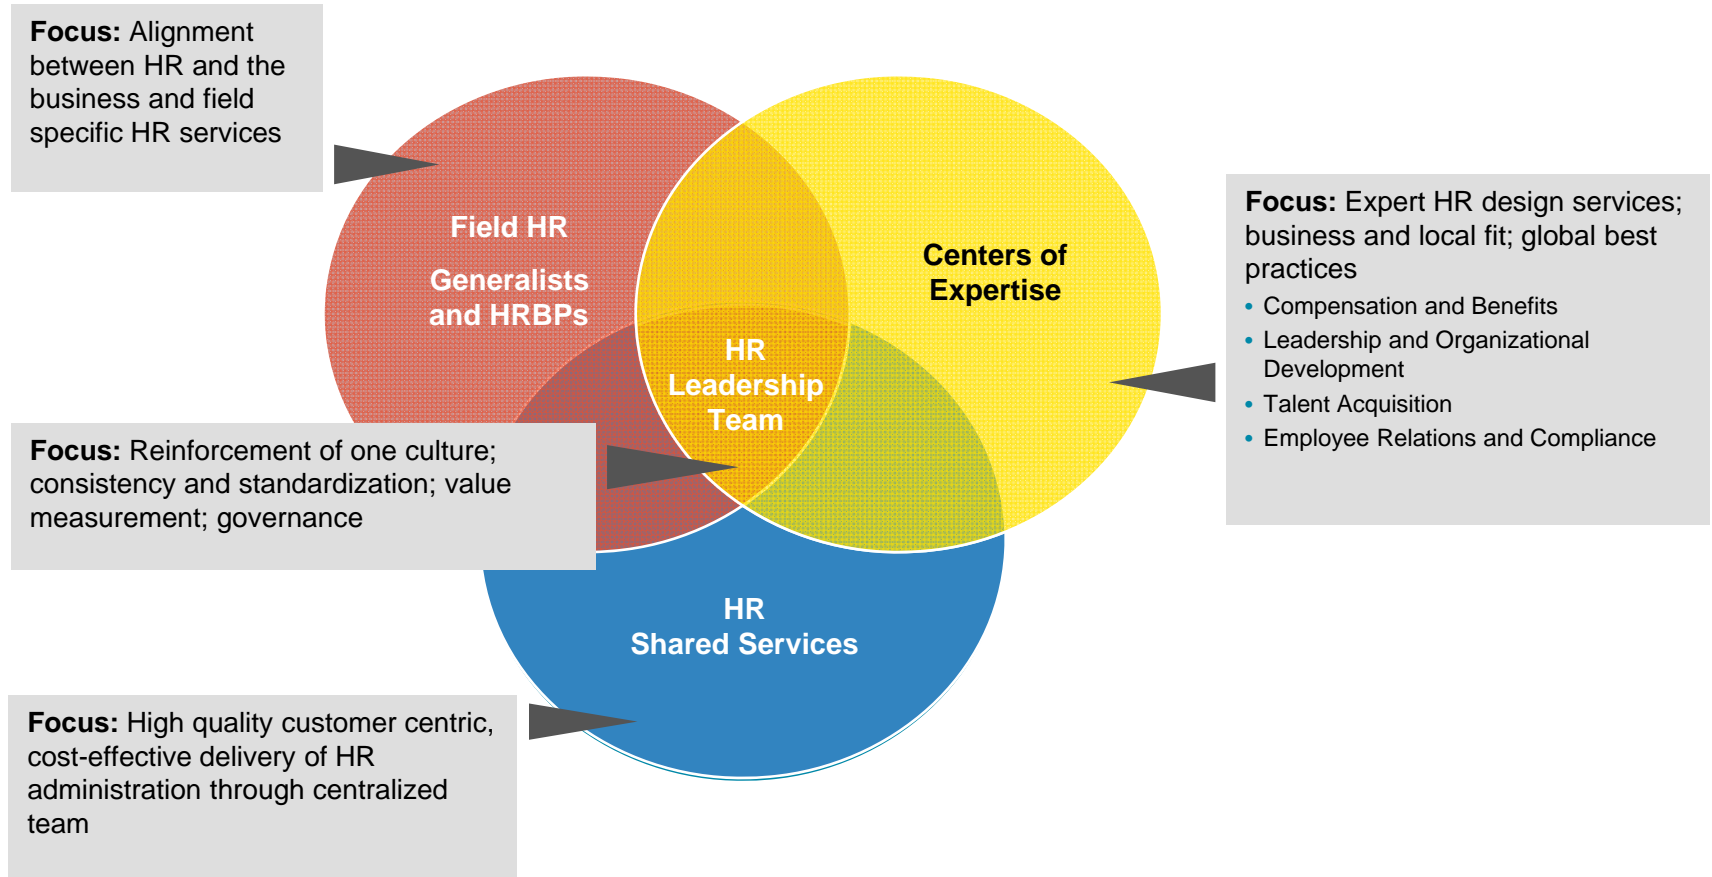 Focus: Alignment
between HR and the
business and field
specific HR services
Field HR
Generalists
and HRBPs
Centers of
Expertise
HR
Leadership
Team
Focus: Expert HR design services;
business and local fit; global best
practices
• Compensation and Benefits
• Leadership and Organizational
Development
• Talent Acquisition
• Employee Relations and Compliance
Focus: Reinforcement of one culture;
consistency and standardization; value
measurement; governance
HR
Shared Services
Focus: High quality customer centric,
cost-effective delivery of HR
administration through centralized
team